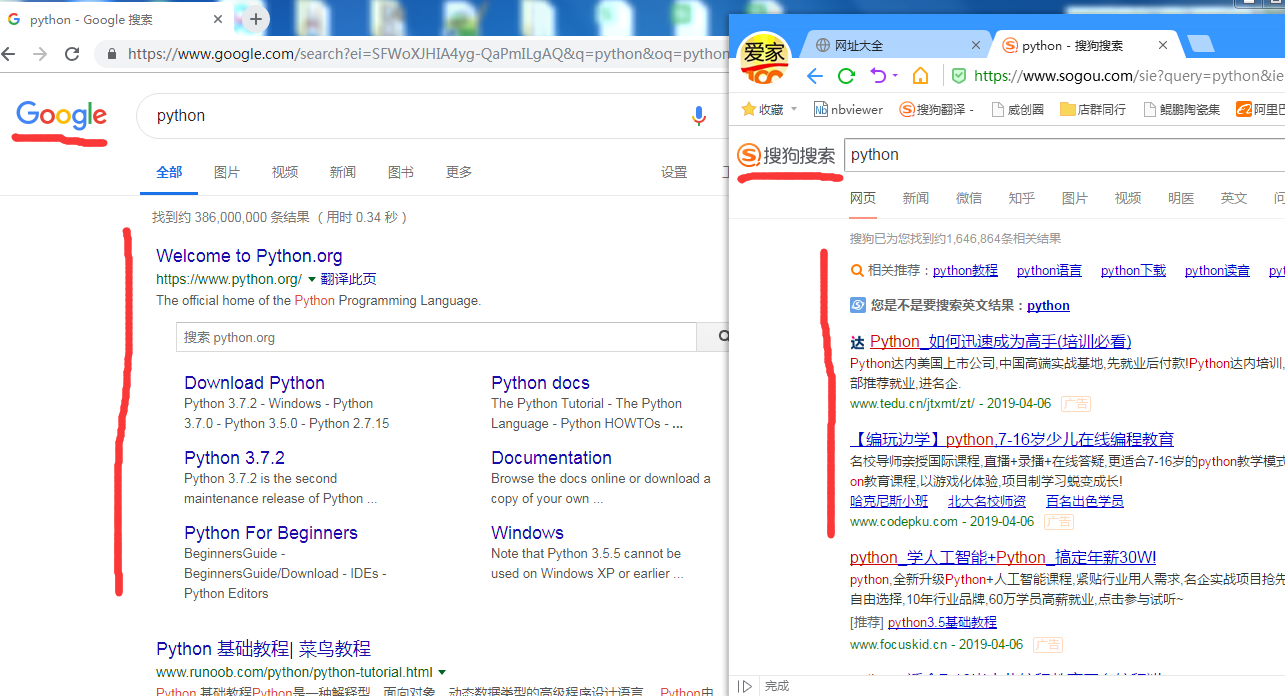 python - Google 搜索
https://www.google.com/search?ei=SFWoXJHIA4yg-QaPmILgAQ&q=python&oq=python
Google
python
全部 图片 视频 新闻 图书 更多 设置
找到约 386,000,000 条结果 （用时 0.34 秒）
Welcome to Python.org
https://www.python.org/ 翻译此页
The official home of the Python Programming Language.
搜索 python.org
Download Python
Python 3.7.2 - Windows - Python
3.7.0 - Python 3.5.0 - Python 2.7.15
Python docs
The Python Tutorial - The Python
Language - Python HOWTOs - ...
Python 3.7.2
Python 3.7.2 is the second
maintenance release of Python ...
Documentation
Browse the docs online or download a
copy of your own ...
Python For Beginners
BeginnersGuide -
BeginnersGuide/Download - IDEs -
Python Editors
Windows
Note that Python 3.5.5 cannot be
used on Windows XP or earlier ...
Python 基础教程| 菜鸟教程
www.runoob.com/python/python-tutorial.html
Python 基础教程Python是一种解释型、面向对象、动态数据类型的高级程序设计语言。 Python由
爱家
网址大全
python - 搜狗搜索
https://www.sogou.com/sie?query=python&ie
收藏 nbviewer 搜狗翻译 - 威创圈 店群同行 鲲鹏陶瓷集 阿里巴
搜狗搜索
python
网页 新闻 微信 知乎 图片 视频 明医 英文 问
搜狗已为您找到约1,646,864条相关结果
相关推荐：python教程 python语言 python下载 python读音 pyt
您是不是要搜索英文结果：python
Python_如何迅速成为高手(培训必看)
Python达内美国上市公司,中国高端实战基地,先就业后付款!Python达内培训,
部推荐就业,进名企.
www.tedu.cn/jtxmt/zt/ - 2019-04-06 广告
【编玩边学】python,7-16岁少儿在线编程教育
名校导师亲授国际课程,直播+录播+在线答疑,更适合7-16岁的python教学模式
on教育课程,以游戏化体验,项目制学习蜕变成长!
哈克尼斯小班 北大名校师资 百名出色学员
www.codepku.com - 2019-04-06 广告
python_学人工智能+Python_搞定年薪30W!
python,全新升级Python+人工智能课程,紧贴行业用人需求,名企实战项目抢先
自由选择,10年行业品牌,60万学员高薪就业,点击参与试听~
[推荐] python3.5基础教程
www.focuskid.cn - 2019-04-06 广告
完成